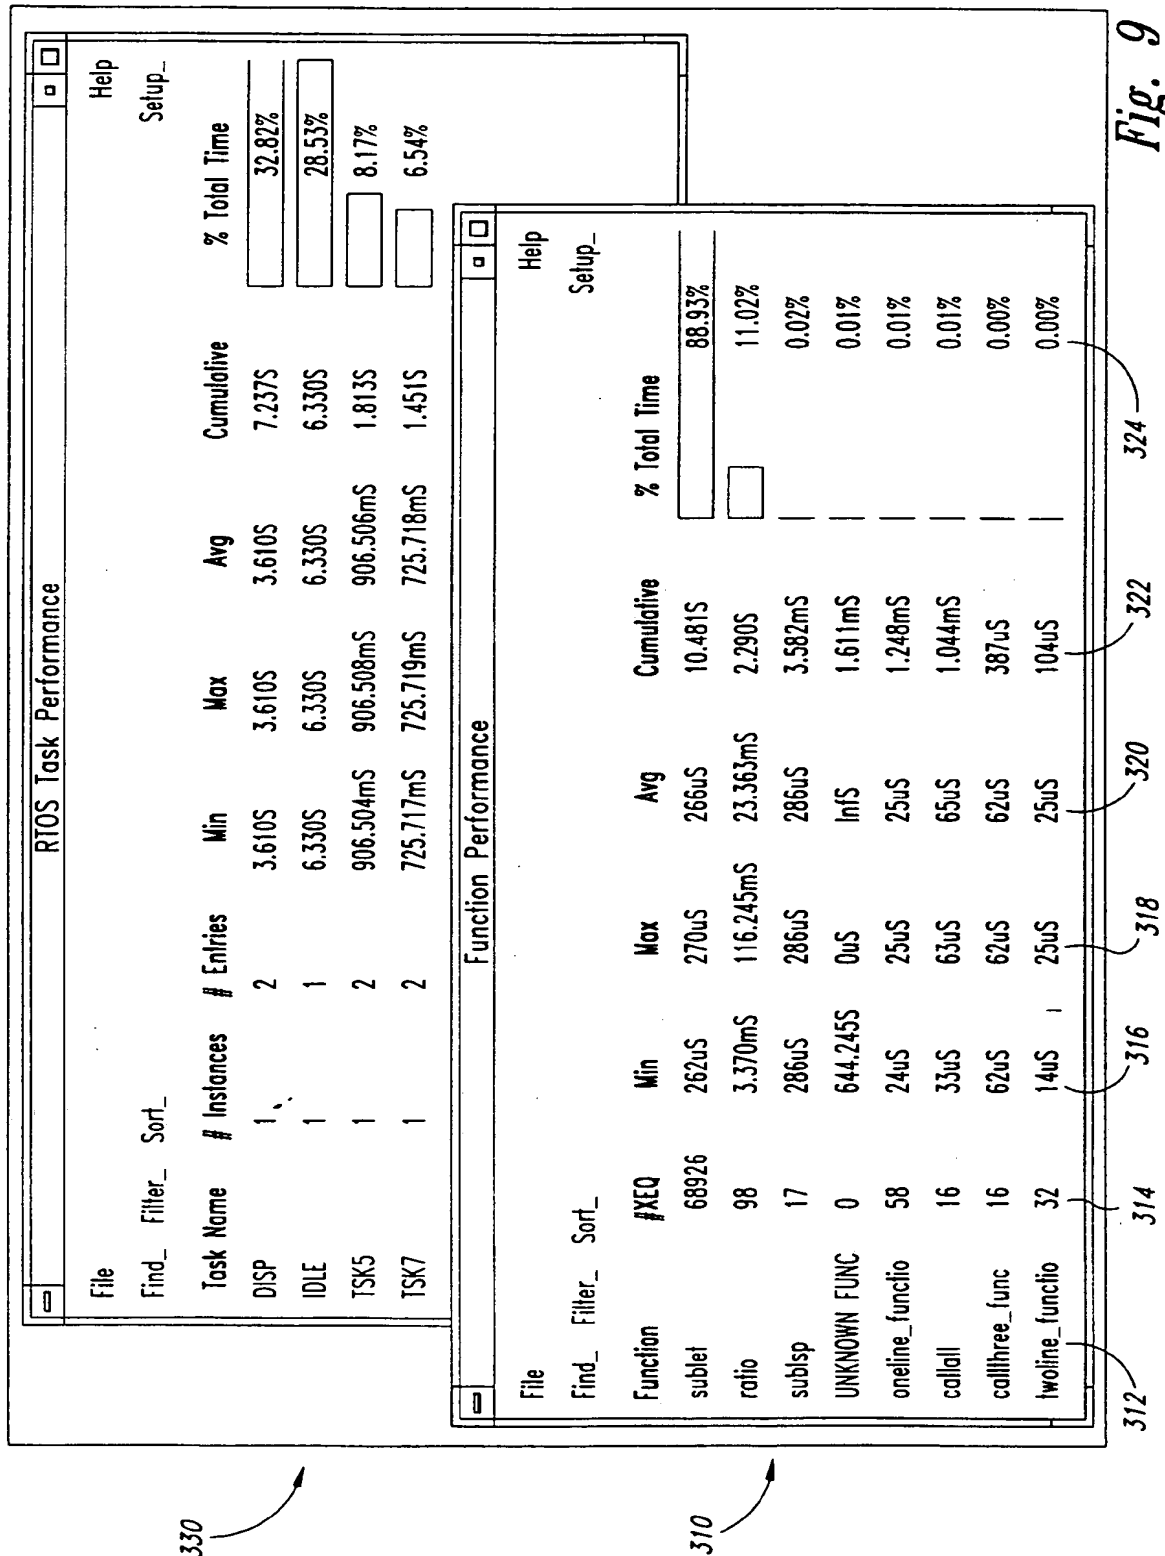 RTOS Task Performance
File Help
Find_ Filter_ Sort_ Setup_
Task Name # Instances # Entries Min Max Avg Cumulative % Total Time
DISP 1 2 3.610S 3.610S 3.610S 7.237S 32.82%
IDLE 1 1 6.330S 6.330S 6.330S 6.330S 28.53%
TSK5 1 2 906.504mS 906.508mS 906.506mS 1.813S 8.17%
TSK7 1 2 725.717mS 725.719mS 725.718mS 1.451S 6.54%
Function Performance
File Help
Find_ Filter_ Sort_ Setup_
Function #XEQ Min Max Avg Cumulative % Total Time
sublet 68926 262uS 270uS 266uS 10.481S 88.93%
ratio 98 3.370mS 116.245mS 23.363mS 2.290S 11.02%
sublsp 17 286uS 286uS 286uS 3.582mS 0.02%
UNKNOWN FUNC 0 644.245S 0uS InfS 1.611mS 0.01%
oneline_functio 58 24uS 25uS 25uS 1.248mS 0.01%
callall 16 33uS 63uS 65uS 1.044mS 0.01%
callthree_func 16 62uS 62uS 62uS 387uS 0.00%
twoline_functio 32 14uS 25uS 25uS 104uS 0.00%
312 314 316 318 320 322 324
330
310
Fig. 9